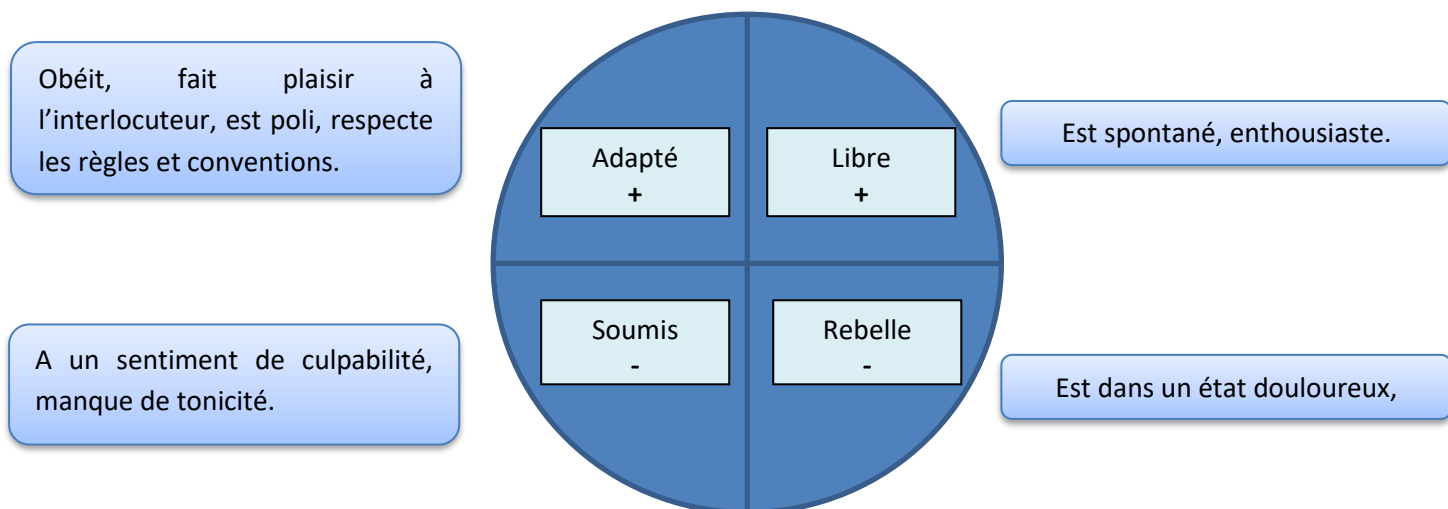 Obéit, fait plaisir à
l’interlocuteur, est poli, respecte
les règles et conventions.
Adapté
+
Libre
+
Est spontané, enthousiaste.
A un sentiment de culpabilité,
manque de tonicité.
Soumis
-
Rebelle
-
Est dans un état douloureux,